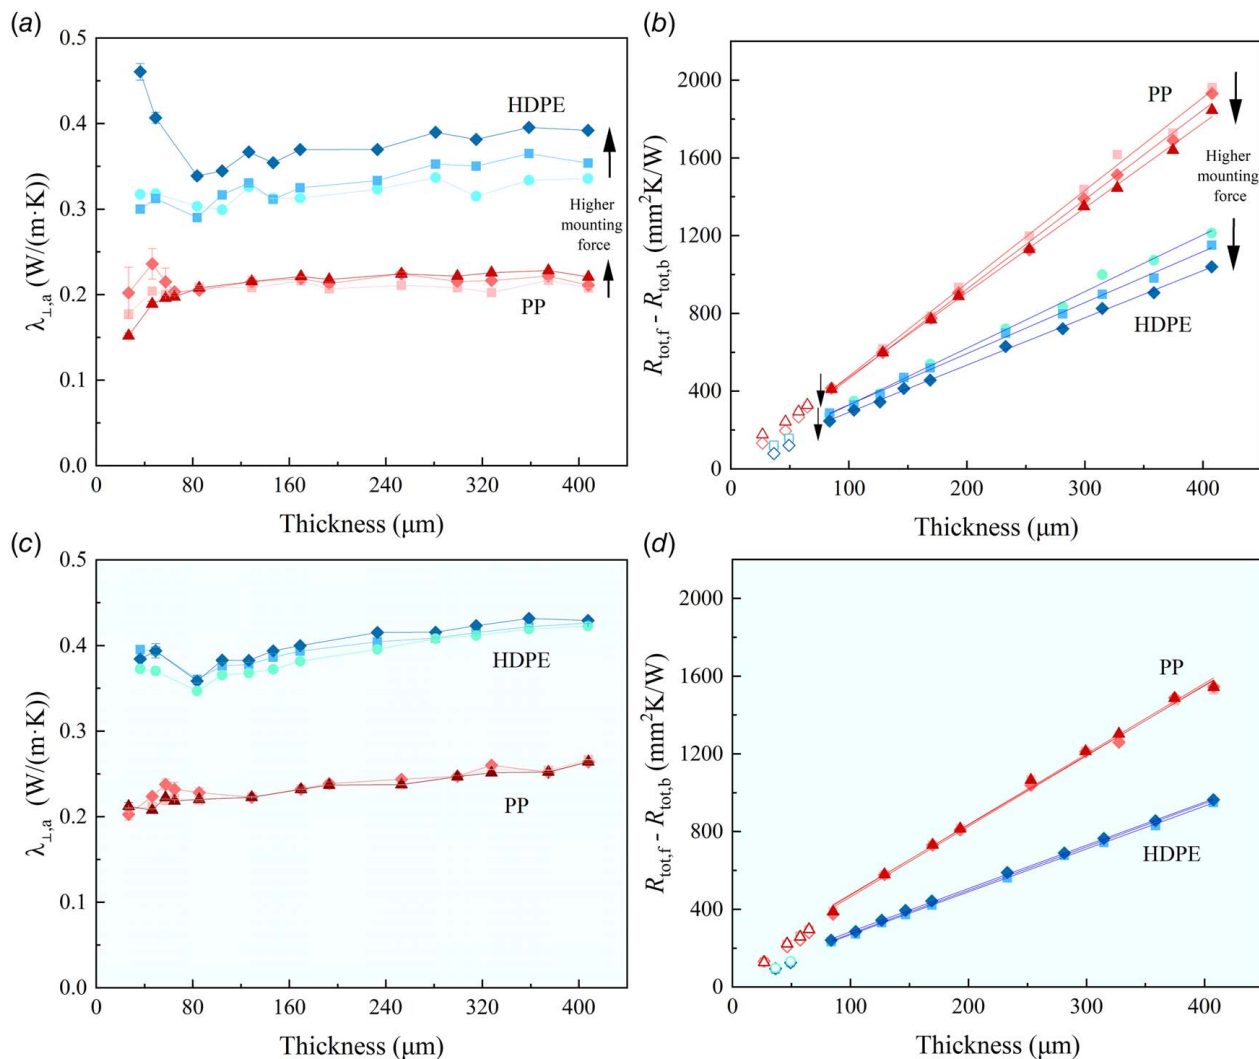 (a)
0.5
0.4
0.3
0.2
0.1
0.0
λ⊥,a (W/(m·K))
HDPE
Higher
mounting
force
PP
0 80 160 240 320 400
Thickness (μm)
(b)
2000
1600
1200
800
400
0
Rtot,f - Rtot,b (mm²K/W)
PP
Higher
mounting
force
HDPE
0 100 200 300 400
Thickness (μm)
(c)
0.5
0.4
0.3
0.2
0.1
0.0
λ⊥,a (W/(m·K))
HDPE
PP
0 80 160 240 320 400
Thickness (μm)
(d)
2000
1600
1200
800
400
0
Rtot,f - Rtot,b (mm²K/W)
PP
HDPE
0 100 200 300 400
Thickness (μm)